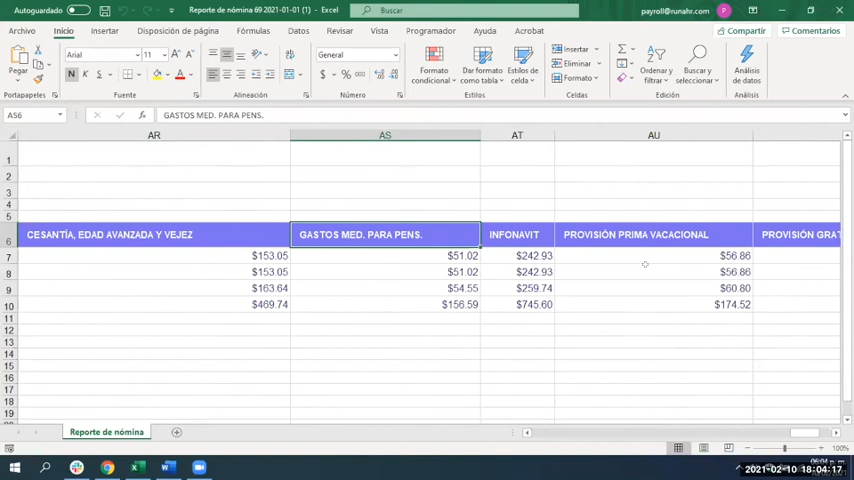 Autoguardado
Reporte de nómina 69 2021-01-01 (1) - Excel
Buscar
payroll@runahr.com
P
Archivo Inicio Insertar Disposición de página Fórmulas Datos Revisar Vista Programador Ayuda Acrobat
Compartir Comentarios
Pegar
Arial 11
N K S
General
$ % 000
Formato condicional
Dar formato como tabla
Estilos de celda
Insertar
Eliminar
Formato
Ordenar y filtrar
Buscar y seleccionar
Análisis de datos
Portapapeles Fuente Alineación Número Estilos Celdas Edición Análisis
AS6 fx GASTOS MED. PARA PENS.
AR AS AT AU
1
2
3
4
5
6 CESANTÍA, EDAD AVANZADA Y VEJEZ GASTOS MED. PARA PENS. INFONAVIT PROVISIÓN PRIMA VACACIONAL PROVISIÓN GRAT
7 $153.05 $51.02 $242.93 $56.86
8 $153.05 $51.02 $242.93 $56.86
9 $163.64 $54.55 $259.74 $60.80
10 $469.74 $156.59 $745.60 $174.52
11
12
13
14
15
16
17
18
19
Reporte de nómina
100%
2021-02-10 18:04:17